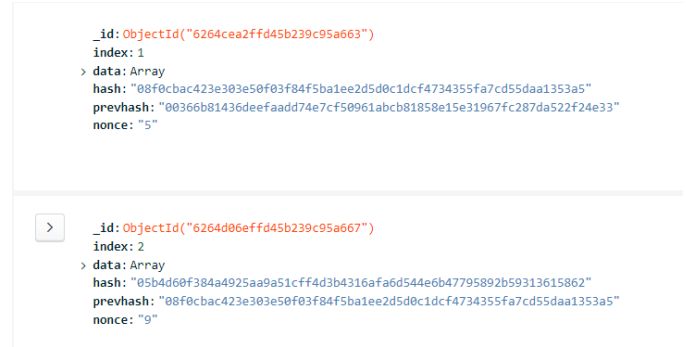 _id: ObjectId("6264cea2ffd45b239c95a663")
index: 1
> data: Array
hash: "08f0cbac423e303e50f03f84f5ba1ee2d5d0c1dcf4734355fa7cd55daa1353a5"
prevhash: "00366b81436deefaadd74e7cf50961abcb81858e15e31967fc287da522f24e33"
nonce: "5"
_id: ObjectId("6264d06effd45b239c95a667")
index: 2
> data: Array
hash: "05b4d60f384a4925aa9a51cff4d3b4316afa6d544e6b47795892b59313615862"
prevhash: "08f0cbac423e303e50f03f84f5ba1ee2d5d0c1dcf4734355fa7cd55daa1353a5"
nonce: "9"